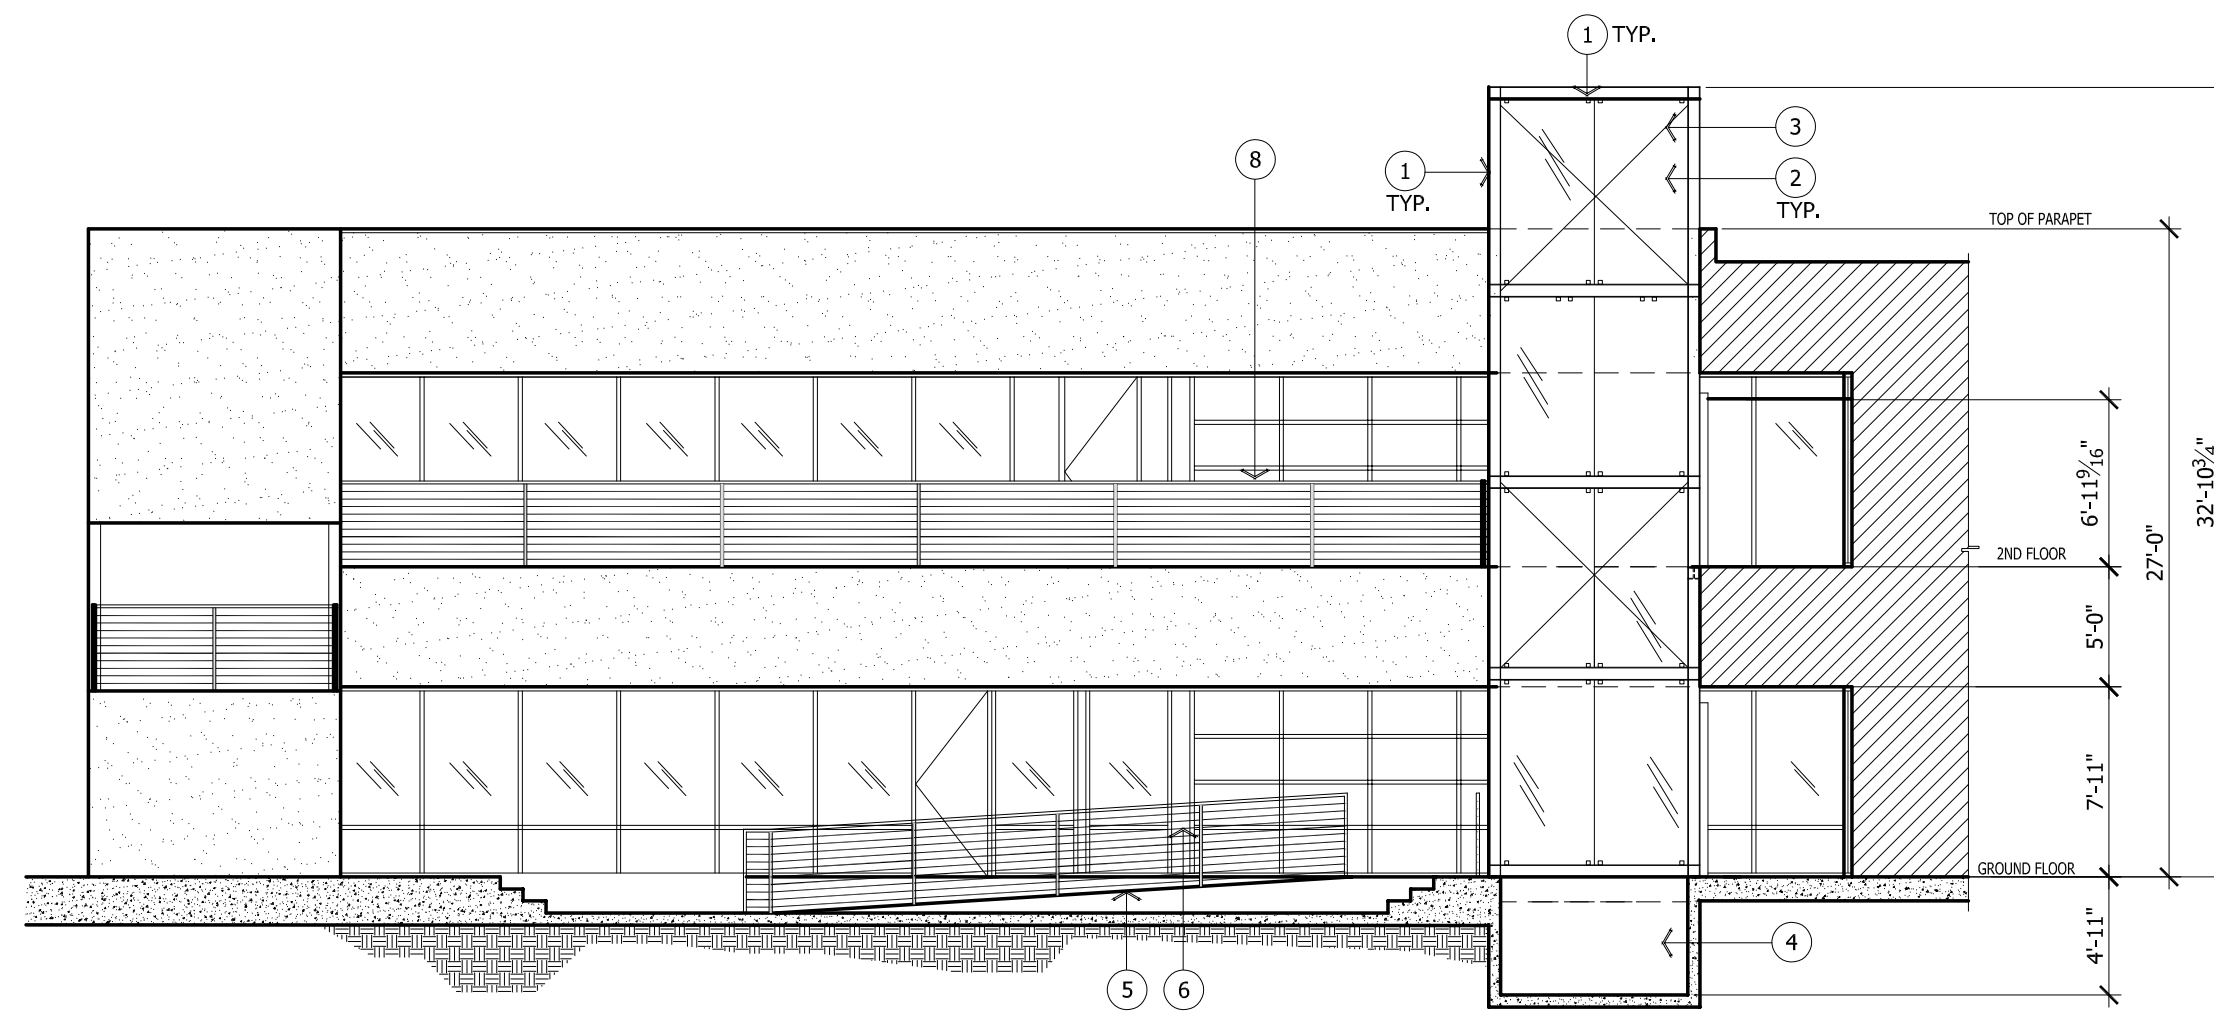 1 TYP.
3
8
1
TYP.
2
TYP.
TOP OF PARAPET
6'-11 9/16"
32'-10 3/4"
27'-0"
2ND FLOOR
5'-0"
7'-11"
GROUND FLOOR
4'-11"
4
5
6